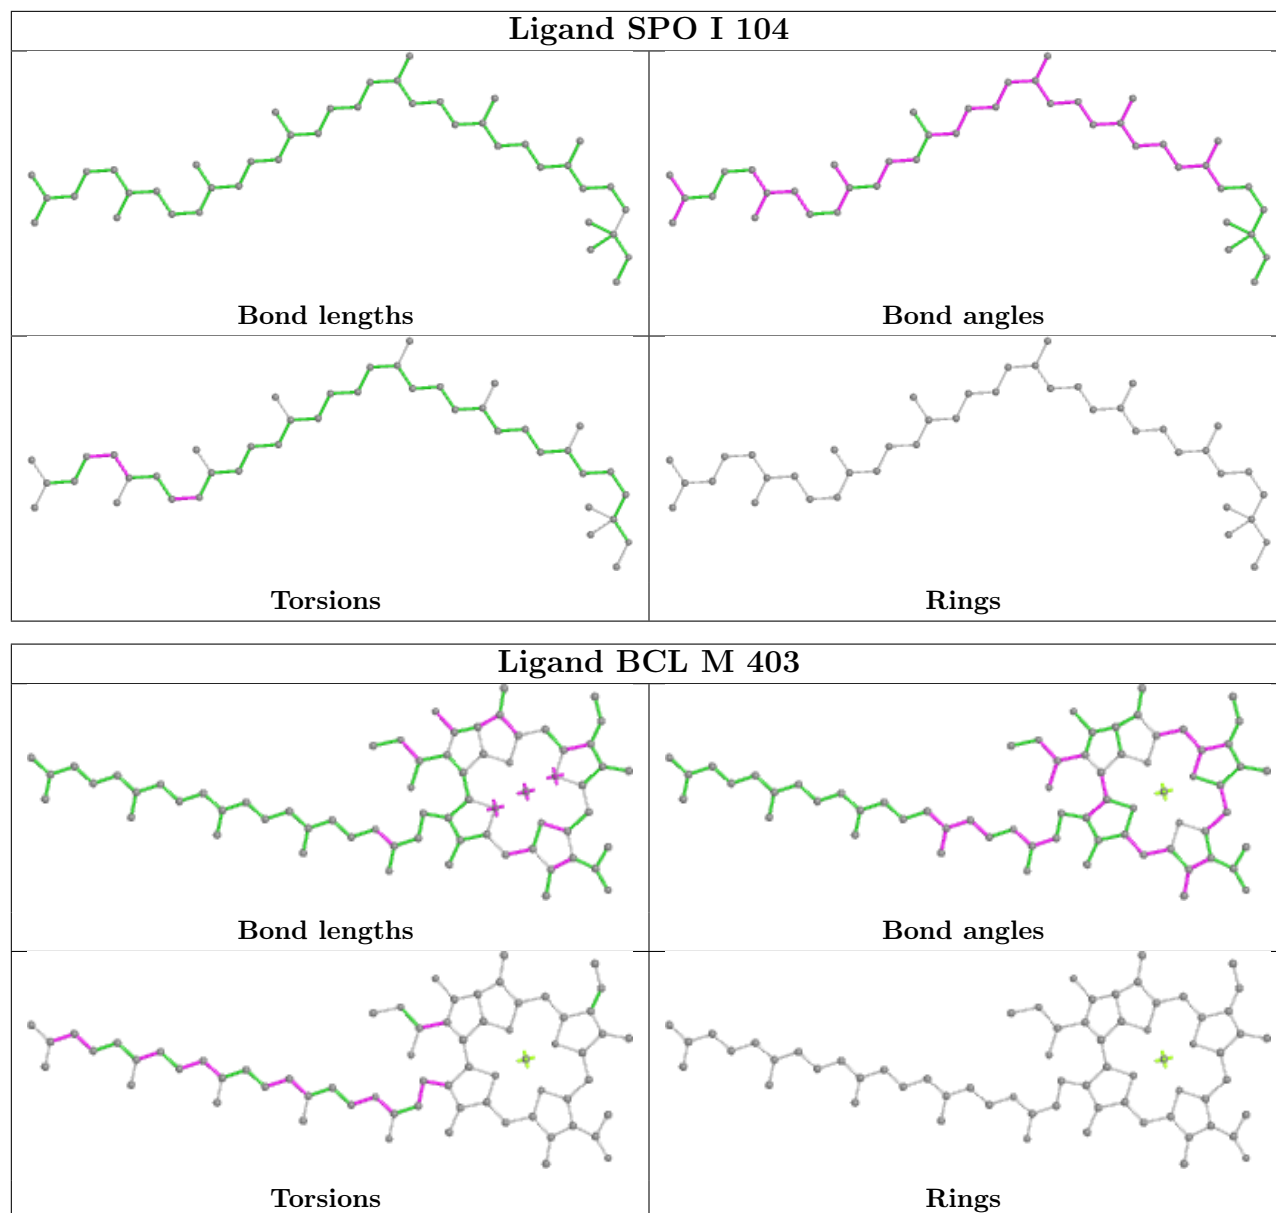 Ligand SPO I 104
Bond lengths
Bond angles
Torsions
Rings
Ligand BCL M 403
Bond lengths
Bond angles
Torsions
Rings